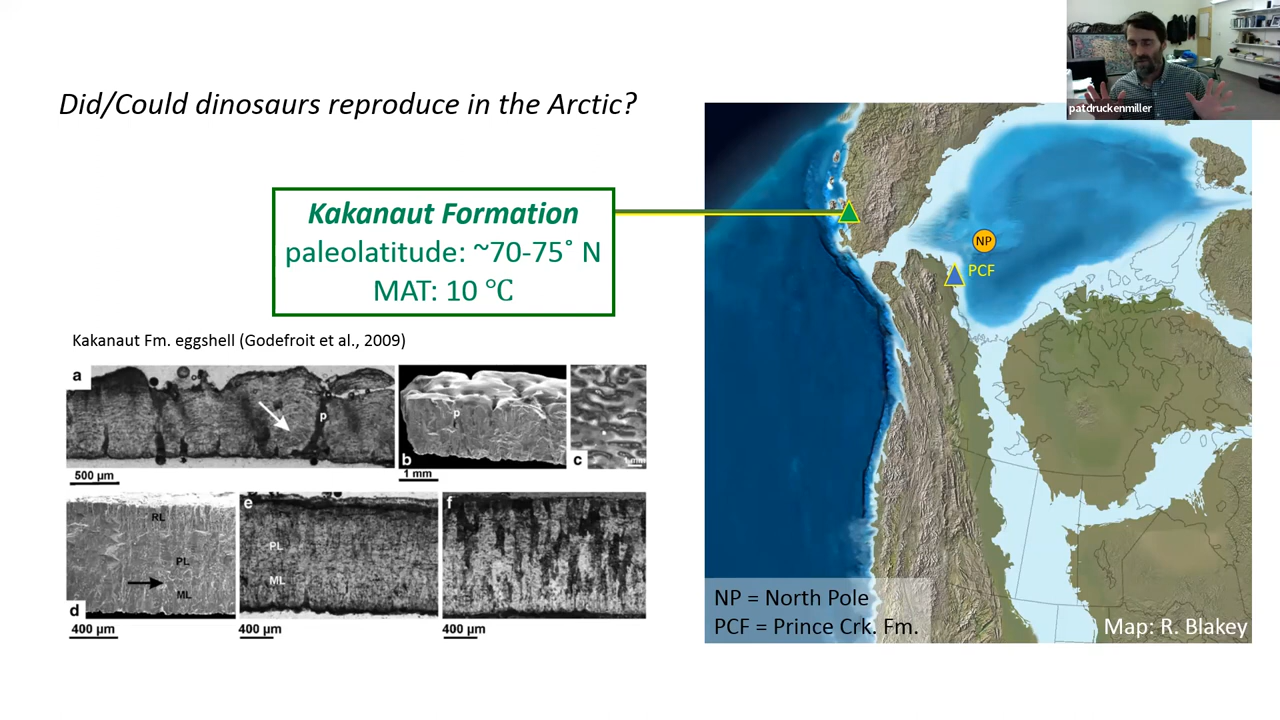 patdruckenmiller
Did/Could dinosaurs reproduce in the Arctic?
Kakanaut Formation
paleolatitude: ~70-75˚ N
MAT: 10 ℃
Kakanaut Fm. eggshell (Godefroit et al., 2009)
a
p
500 µm
p
b
1 mm
c
1 mm
RL
PL
ML
d
400 µm
e
PL
ML
400 µm
f
400 µm
NP
PCF
NP = North Pole
PCF = Prince Crk. Fm.
Map: R. Blakey